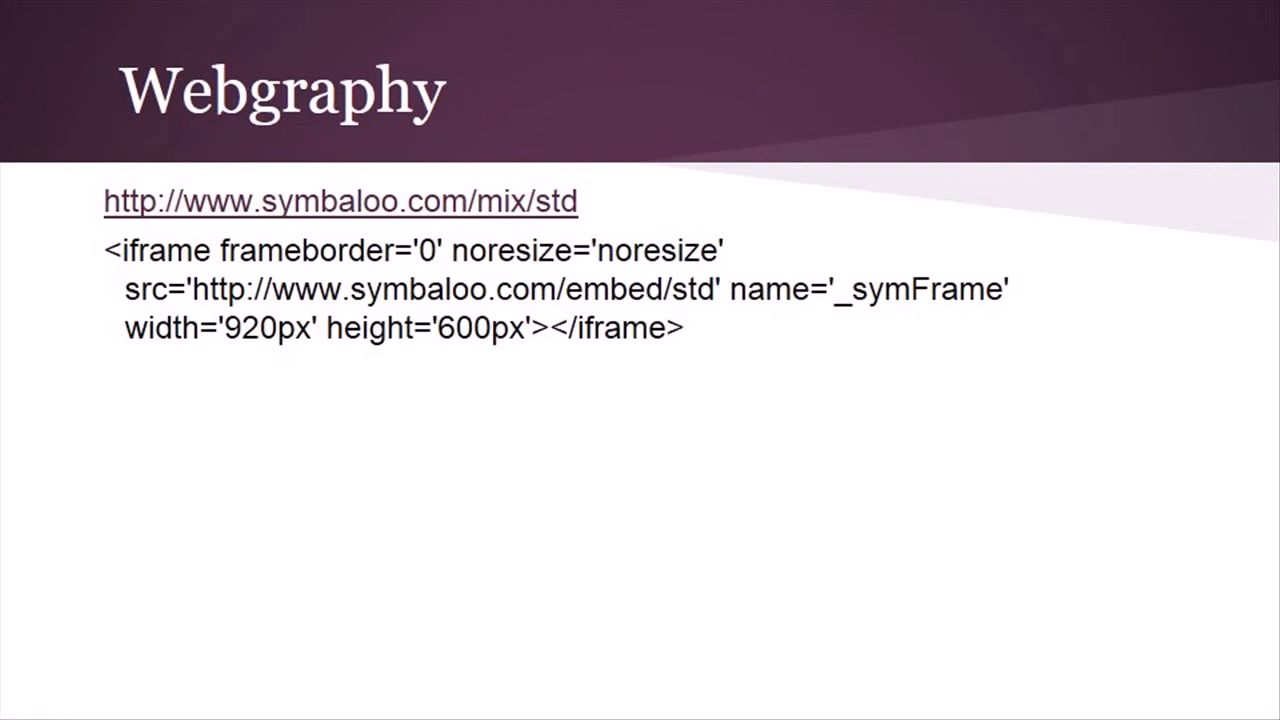 Webgraphy
http://www.symbaloo.com/mix/std
<iframe frameborder='0' noresize='noresize'
src='http://www.symbaloo.com/embed/std' name='_symFrame'
width='920px' height='600px'></iframe>